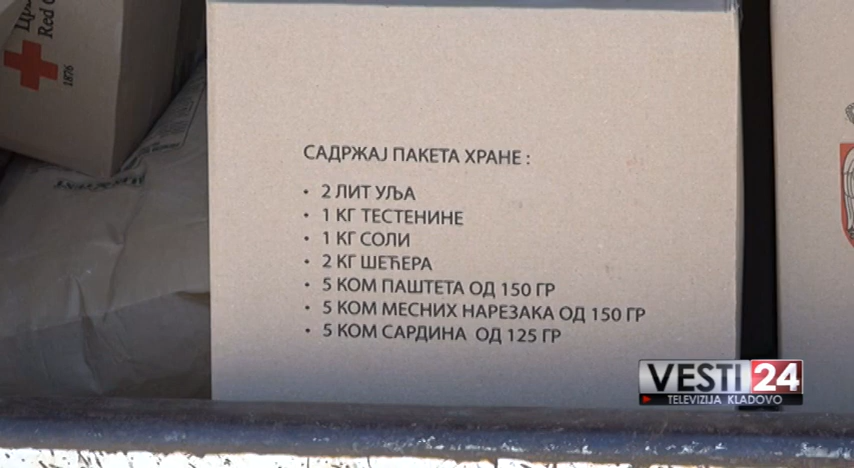 Red
1876
САДРЖАЈ ПАКЕТА ХРАНЕ :
• 2 ЛИТ УЉА
• 1 КГ ТЕСТЕНИНЕ
• 1 КГ СОЛИ
• 2 КГ ШЕЋЕРА
• 5 КОМ ПАШТЕТА ОД 150 ГР
• 5 КОМ МЕСНИХ НАРЕЗАКА ОД 150 ГР
• 5 КОМ САРДИНА ОД 125 ГР
VESTI 24
TELEVIZIJA KLADOVO